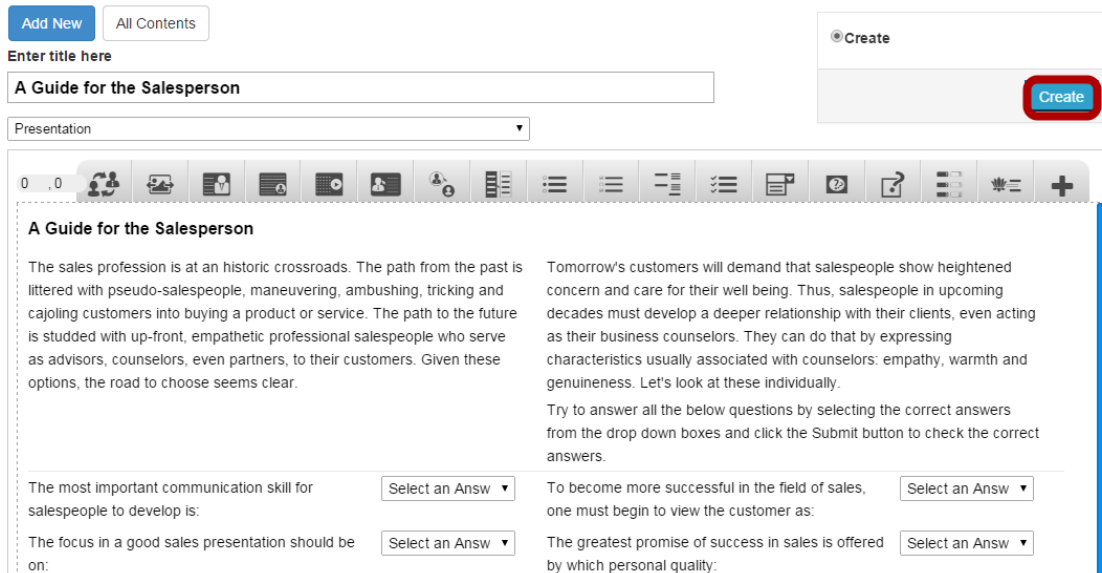 Add New
All Contents
Create
Enter title here
A Guide for the Salesperson
Create
Presentation
0 ,0
A Guide for the Salesperson
The sales profession is at an historic crossroads. The path from the past is
littered with pseudo-salespeople, maneuvering, ambushing, tricking and
cajoling customers into buying a product or service. The path to the future
is studded with up-front, empathetic professional salespeople who serve
as advisors, counselors, even partners, to their customers. Given these
options, the road to choose seems clear.
Tomorrow's customers will demand that salespeople show heightened
concern and care for their well being. Thus, salespeople in upcoming
decades must develop a deeper relationship with their clients, even acting
as their business counselors. They can do that by expressing
characteristics usually associated with counselors: empathy, warmth and
genuineness. Let's look at these individually.
Try to answer all the below questions by selecting the correct answers
from the drop down boxes and click the Submit button to check the correct
answers.
The most important communication skill for
salespeople to develop is:
Select an Answ
To become more successful in the field of sales,
one must begin to view the customer as:
Select an Answ
The focus in a good sales presentation should be
on:
Select an Answ
The greatest promise of success in sales is offered
by which personal quality:
Select an Answ